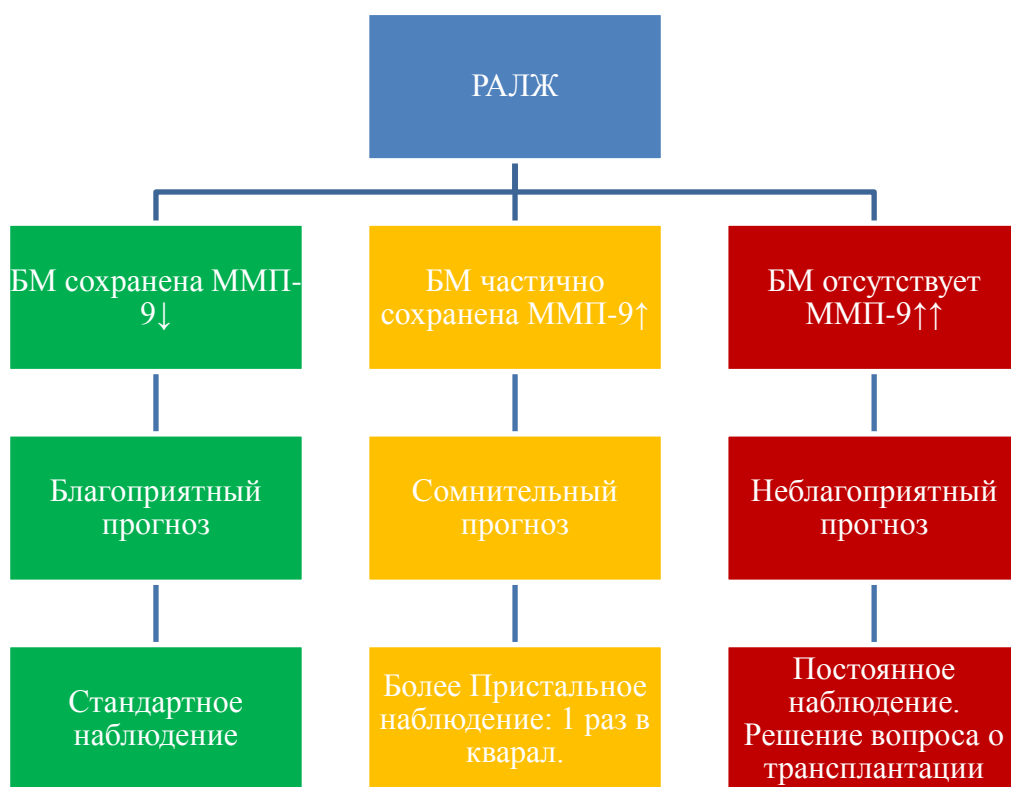 РАЛЖ
БМ сохранена ММП-
9↓
БМ частично
сохранена ММП-9↑
БМ отсутствует
ММП-9↑↑
Благоприятный
прогноз
Сомнительный
прогноз
Неблагоприятный
прогноз
Стандартное
наблюдение
Более Пристальное
наблюдение: 1 раз в
кварал.
Постоянное
наблюдение.
Решение вопроса о
трансплантации